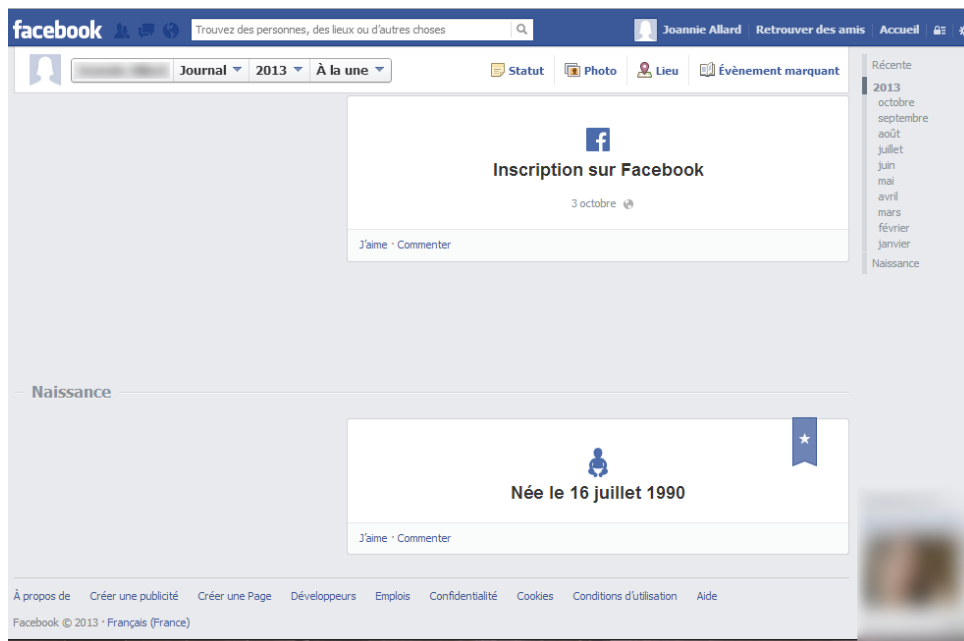 facebook Trouvez des personnes, des lieux ou d'autres choses Joannie Allard Retrouver des amis Accueil
Journal 2013 À la une Statut Photo Lieu Évènement marquant
Récente
2013
octobre
septembre
août
juillet
juin
mai
avril
mars
février
janvier
Naissance
Inscription sur Facebook
3 octobre
J'aime · Commenter
Naissance
Née le 16 juillet 1990
J'aime · Commenter
À propos de Créer une publicité Créer une Page Développeurs Emplois Confidentialité Cookies Conditions d'utilisation Aide
Facebook © 2013 · Français (France)